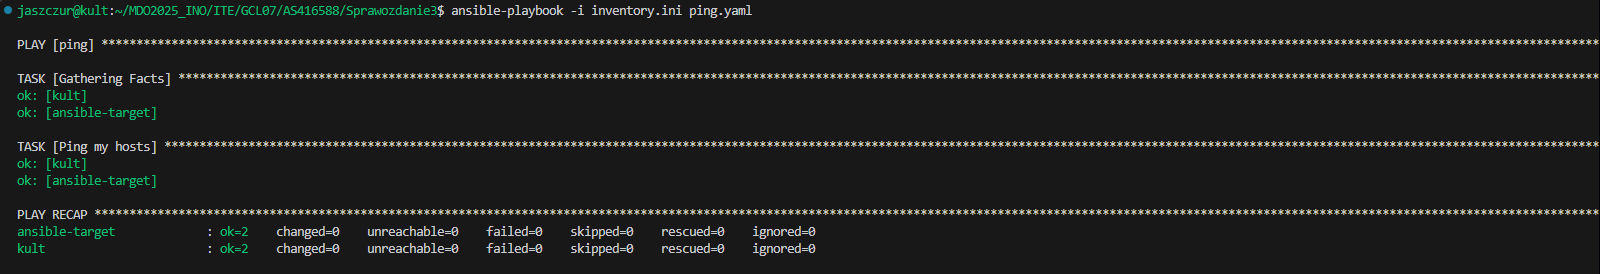 jaszczur@kult:~/MDO2025_INO/ITE/GCL07/AS416588/Sprawozdanie3$ ansible-playbook -i inventory.ini ping.yaml
PLAY [ping] ****************************************************************************************************************************************************************************************************************************
TASK [Gathering Facts] *****************************************************************************************************************************************************************************************************************
ok: [kult]
ok: [ansible-target]
TASK [Ping my hosts] *******************************************************************************************************************************************************************************************************************
ok: [kult]
ok: [ansible-target]
PLAY RECAP *****************************************************************************************************************************************************************************************************************************
ansible-target             : ok=2    changed=0    unreachable=0    failed=0    skipped=0    rescued=0    ignored=0
kult                       : ok=2    changed=0    unreachable=0    failed=0    skipped=0    rescued=0    ignored=0